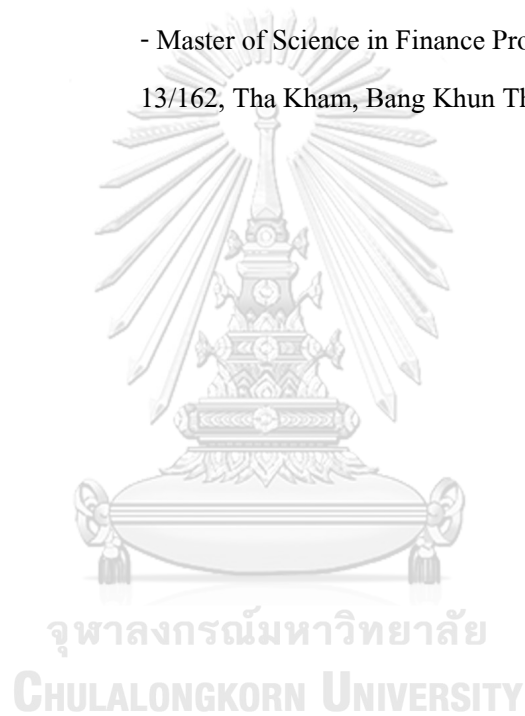 - Master of Science in Finance Pro
13/162, Tha Kham, Bang Khun Th
จุฬาลงกรณ์มหาวิทยาลัย
CHULALONGKORN UNIVERSITY